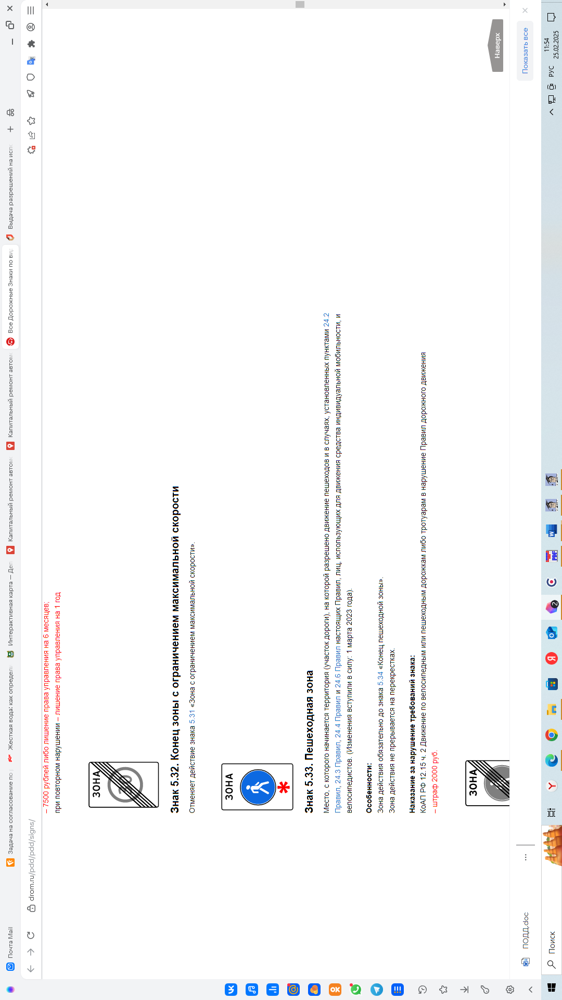 Почта Mail
Задача на согласование по
Жесткая вода: как определ
Интерактивная карта — Деп
Капитальный ремонт автомо
Капитальный ремонт автомо
Все Дорожные Знаки по ви
Выдача разрешений на исп
drom.ru/pdd/pdd/signs/
– 7500 рублей либо лишение права управления на 6 месяцев;
при повторном нарушении – лишение права управления на 1 год
ЗОНА
Знак 5.32. Конец зоны с ограничением максимальной скорости
Отменяет действие знака 5.31 «Зона с ограничением максимальной скорости».
ЗОНА
*
Знак 5.33. Пешеходная зона
Место, с которого начинается территория (участок дороги), на которой разрешено движение пешеходов и в случаях, установленных пунктами 24.2
Правил, 24.3 Правил, 24.4 Правил и 24.6 Правил настоящих Правил, лиц, использующих для движения средства индивидуальной мобильности, и
велосипедистов. (Изменения вступили в силу: 1 марта 2023 года).
Особенности:
Зона действия обязательно до знака 5.34 «Конец пешеходной зоны».
Зона действия не прерывается на перекрестках.
Наказание за нарушение требований знака:
КоАП РФ 12.15 ч. 2 Движение по велосипедным или пешеходным дорожкам либо тротуарам в нарушение Правил дорожного движения
– штраф 2000 руб.
ЗОНА
Наверх
ПОДД.doc
Показать все
Поиск
2
РУС
11:54
25.02.2025